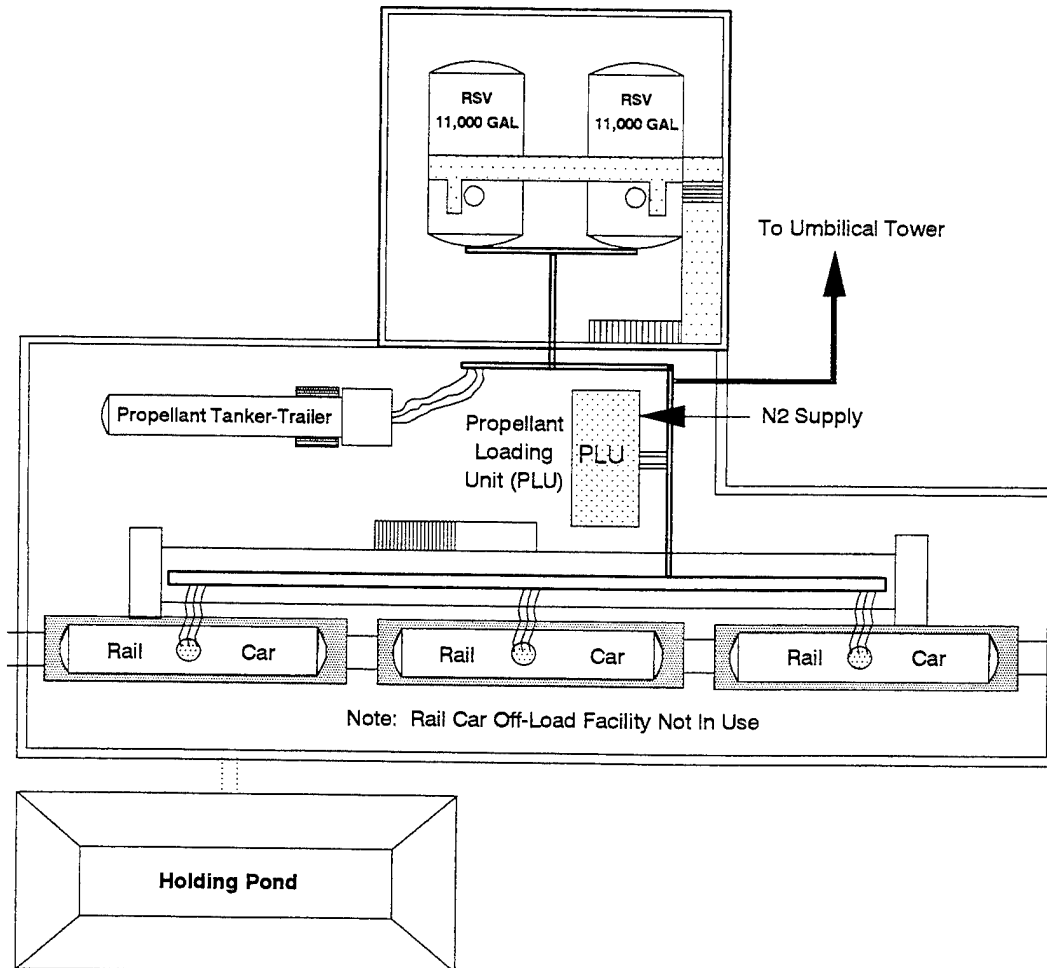 RSV
11,000 GAL
RSV
11,000 GAL
To Umbilical Tower
Propellant Tanker-Trailer
Propellant
Loading
Unit (PLU)
PLU
N2 Supply
Rail Car
Rail Car
Rail Car
Note: Rail Car Off-Load Facility Not In Use
Holding Pond